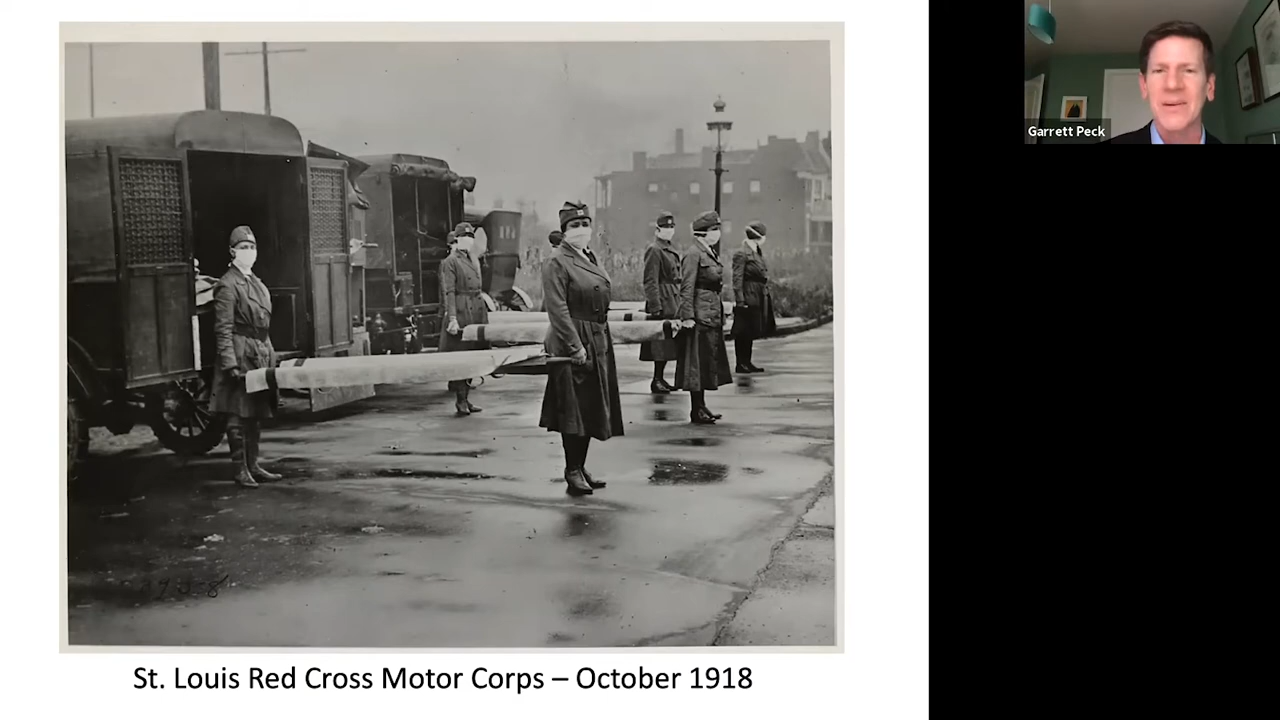 Garrett Peck
St. Louis Red Cross Motor Corps – October 1918